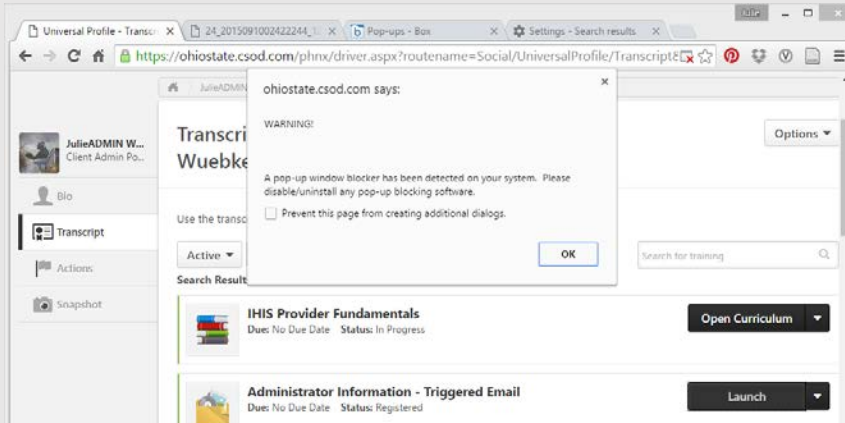 Julie
Universal Profile - Transcr
24_2015091002422244_1
Pop-ups - Box
Settings - Search results
https://ohiostate.csod.com/phnx/driver.aspx?routename=Social/UniversalProfile/Transcript&
JulieADMIN
ohiostate.csod.com says:
WARNING!
A pop-up window blocker has been detected on your system. Please
disable/uninstall any pop-up blocking software.
Prevent this page from creating additional dialogs.
OK
JulieADMIN W...
Client Admin Po...
Bio
Transcript
Actions
Snapshot
Transcri
Wuebke
Options
Use the transc
Active
Search for training
Search Result
IHIS Provider Fundamentals
Due: No Due Date Status: In Progress
Open Curriculum
Administrator Information - Triggered Email
Due: No Due Date Status: Registered
Launch